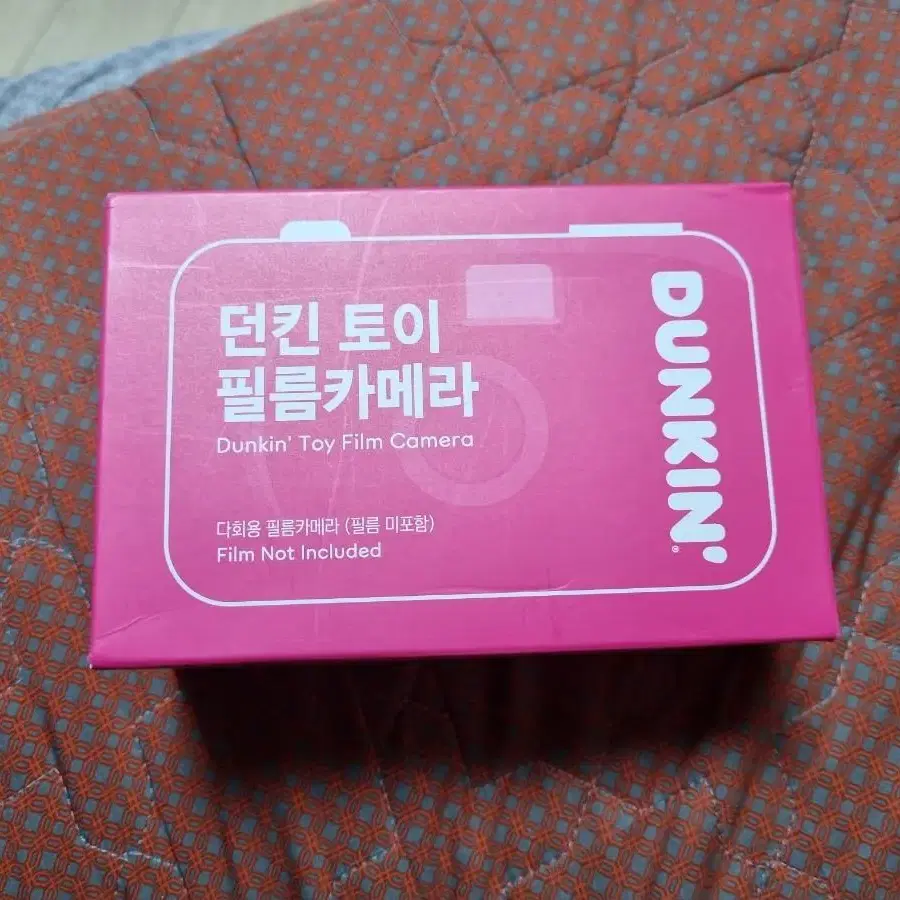 던킨 토이
필름카메라
Dunkin' Toy Film Camera
다회용 필름카메라 (필름 미포함)
Film Not Included
DUNKIN'®